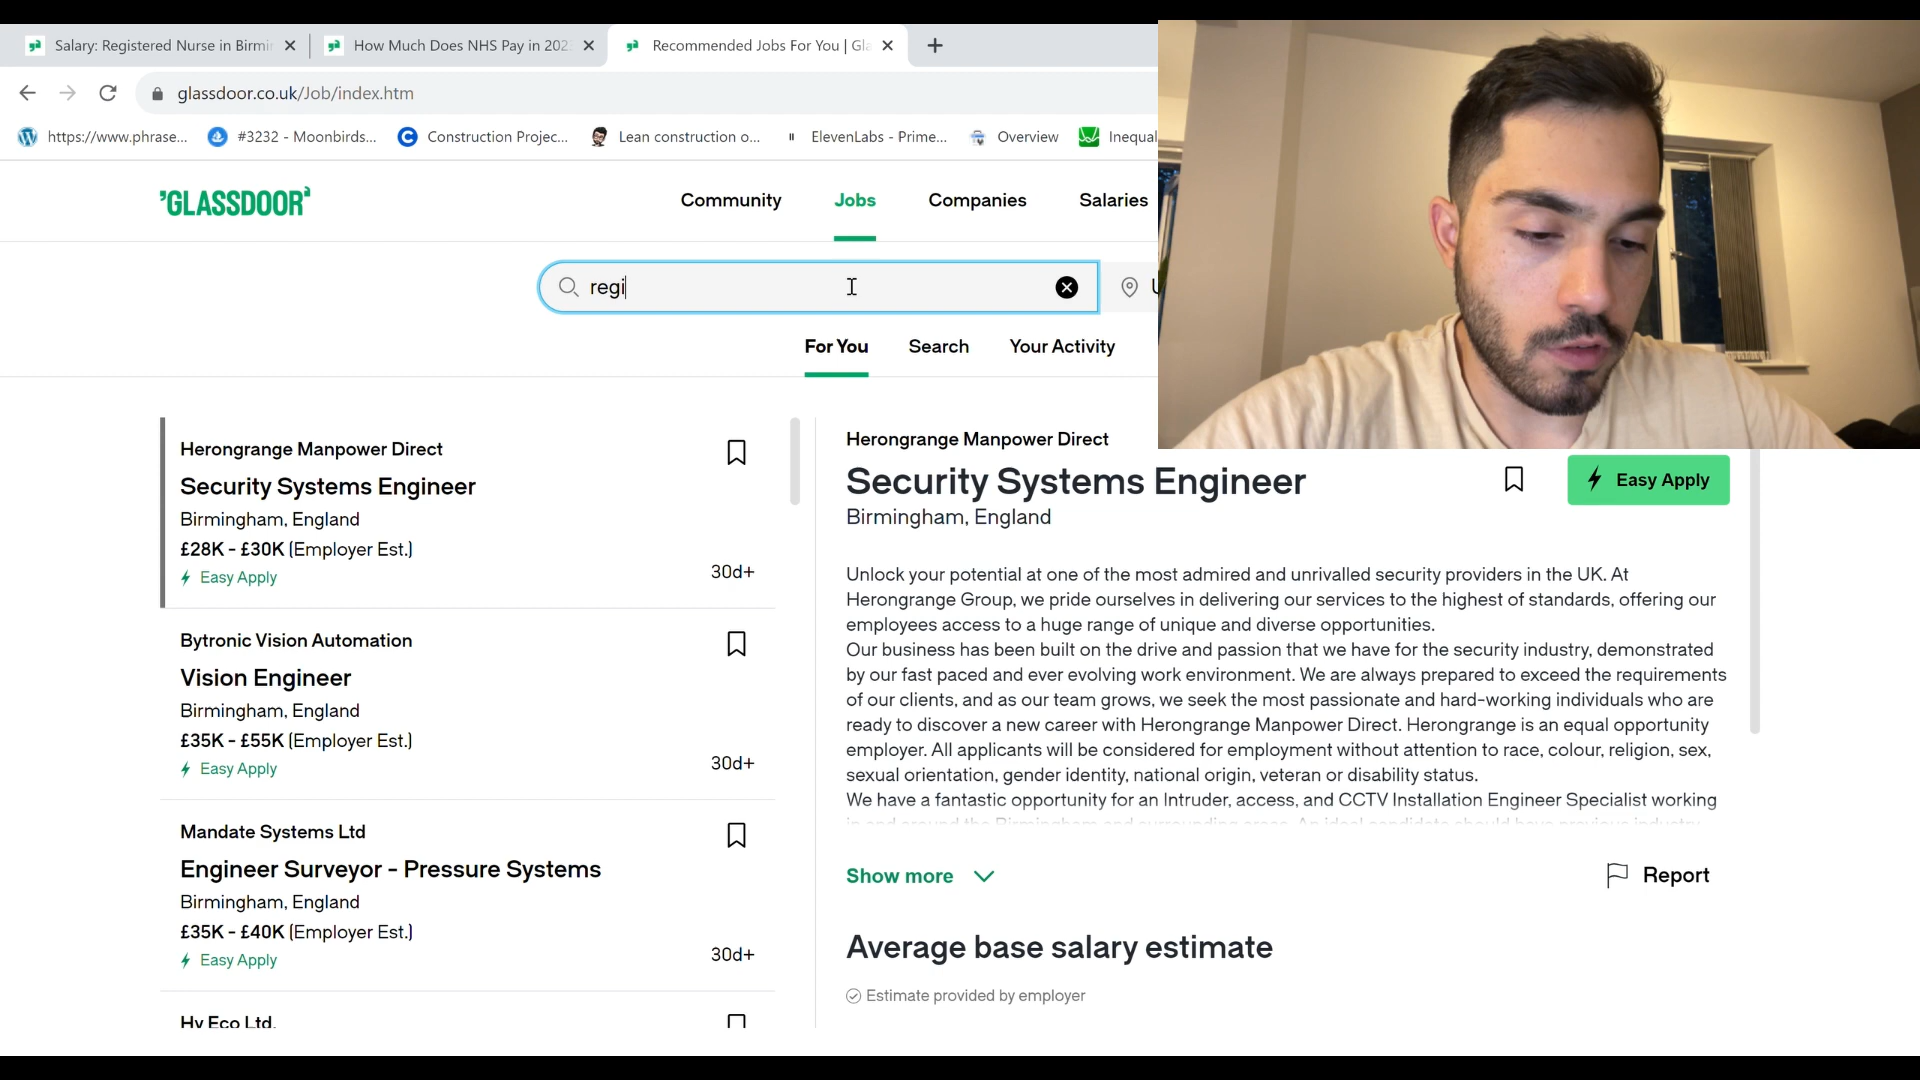 Salary: Registered Nurse in Birmi
How Much Does NHS Pay in 202
Recommended Jobs For You | Gla
glassdoor.co.uk/Job/index.htm
https://www.phrase...
#3232 - Moonbirds...
Construction Projec...
Lean construction o...
ElevenLabs - Prime...
Overview
Inequal
GLASSDOOR
Community
Jobs
Companies
Salaries
regi
U
For You
Search
Your Activity
Herongrange Manpower Direct
Security Systems Engineer
Birmingham, England
£28K - £30K (Employer Est.)
Easy Apply
30d+
Bytronic Vision Automation
Vision Engineer
Birmingham, England
£35K - £55K (Employer Est.)
Easy Apply
30d+
Mandate Systems Ltd
Engineer Surveyor - Pressure Systems
Birmingham, England
£35K - £40K (Employer Est.)
Easy Apply
30d+
Hy Eco Ltd.
Herongrange Manpower Direct
Security Systems Engineer
Birmingham, England
Easy Apply
Unlock your potential at one of the most admired and unrivalled security providers in the UK. At
Herongrange Group, we pride ourselves in delivering our services to the highest of standards, offering our
employees access to a huge range of unique and diverse opportunities.
Our business has been built on the drive and passion that we have for the security industry, demonstrated
by our fast paced and ever evolving work environment. We are always prepared to exceed the requirements
of our clients, and as our team grows, we seek the most passionate and hard-working individuals who are
ready to discover a new career with Herongrange Manpower Direct. Herongrange is an equal opportunity
employer. All applicants will be considered for employment without attention to race, colour, religion, sex,
sexual orientation, gender identity, national origin, veteran or disability status.
We have a fantastic opportunity for an Intruder, access, and CCTV Installation Engineer Specialist working
Show more
Report
Average base salary estimate
Estimate provided by employer